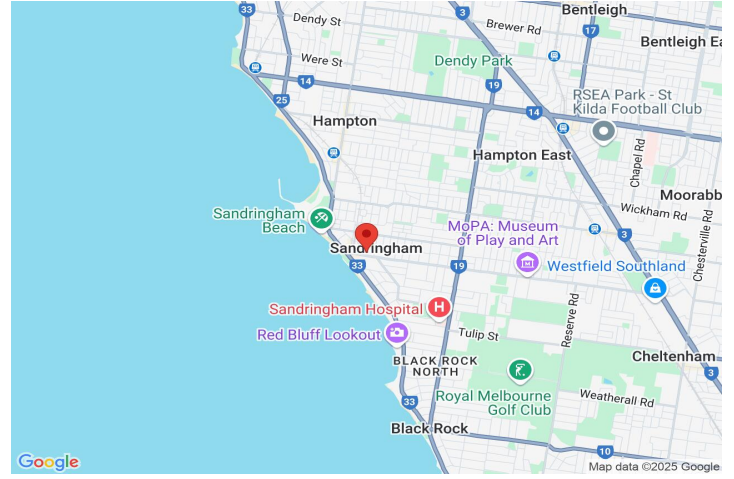 33
Dendy St
3
Brewer Rd
Bentleigh
17
Were St
Dendy Park
Bentleigh Ea
14
19
25
RSEA Park - St
Kilda Football Club
14
Hampton
Chapel Rd
Hampton East
Moorabb
Sandringham
Beach
MoPA: Museum
of Play and Art
Wickham Rd
3
Chesterville Rd
Sandringham
33
19
Westfield Southland
Sandringham Hospital
H
Reserve Rd
Red Bluff Lookout
Tulip St
BLACK ROCK
NORTH
Cheltenham
3
Royal Melbourne
Golf Club
Weatherall Rd
33
Black Rock
10
Google
Map data ©2025 Google